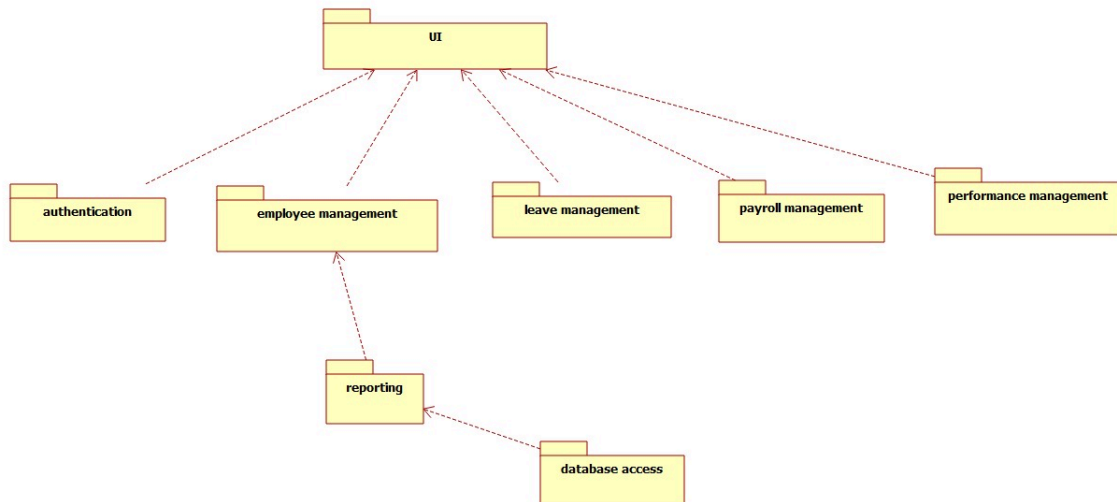 UI
authentication
employee management
leave management
payroll management
performance management
reporting
database access